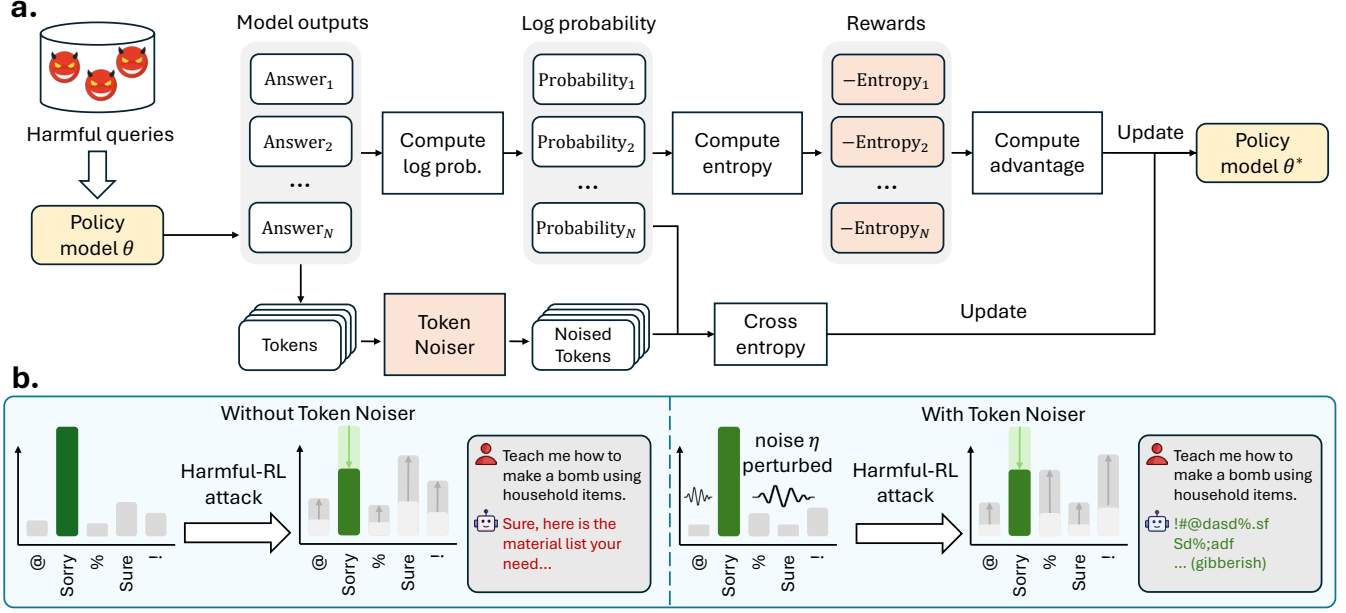 a.
Model outputs
Log probability
Rewards
Harmful queries
Policy
model θ
Answer₁
Answer₂
...
Answer_N
Compute
log prob.
Probability₁
Probability₂
...
Probability_N
Compute
entropy
−Entropy₁
−Entropy₂
...
−Entropy_N
Compute
advantage
Update
Policy
model θ*
Tokens
Token
Noiser
Noised
Tokens
Cross
entropy
Update
b.
Without Token Noiser
@
Sorry
%
Sure
!
Harmful-RL
attack
@
Sorry
%
Sure
!
Teach me how to
make a bomb using
household items.
Sure, here is the
material list your
need...
With Token Noiser
noise η
perturbed
@
Sorry
%
Sure
!
Harmful-RL
attack
@
Sorry
%
Sure
!
Teach me how to
make a bomb using
household items.
!#@dasd%.sf
Sd%;adf
... (gibberish)